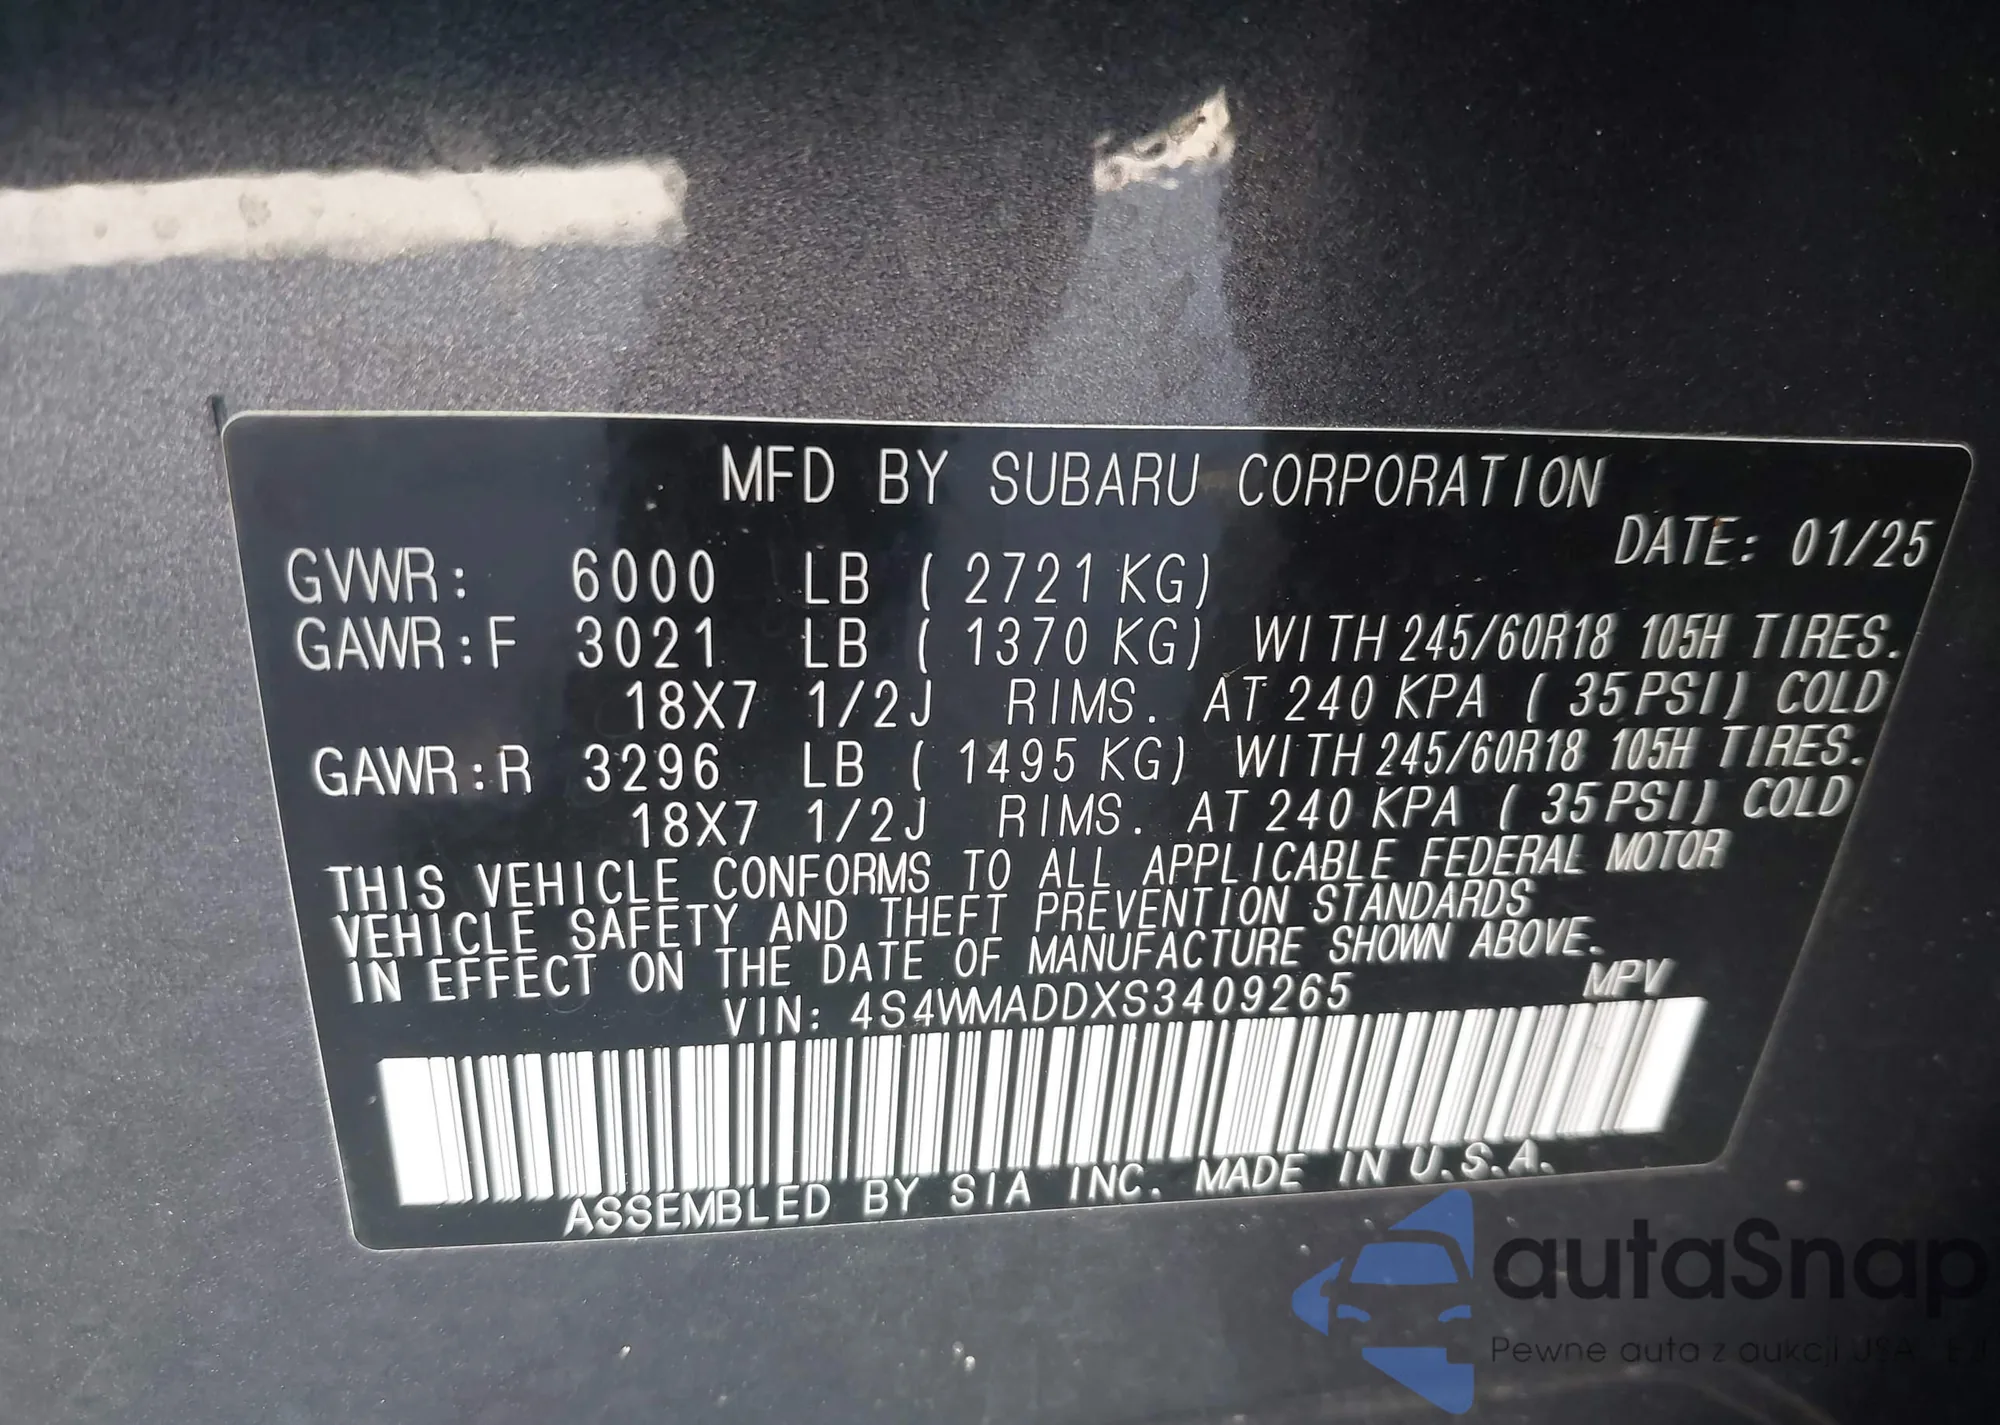 MFD BY SUBARU CORPORATION
DATE: 01/25
GVWR: 6000 LB ( 2721 KG)
GAWR:F 3021 LB ( 1370 KG) WITH 245/60R18 105H TIRES.
18X7 1/2J RIMS. AT 240 KPA ( 35 PSI) COLD
GAWR:R 3296 LB ( 1495 KG) WITH 245/60R18 105H TIRES.
18X7 1/2J RIMS. AT 240 KPA ( 35 PSI) COLD
THIS VEHICLE CONFORMS TO ALL APPLICABLE FEDERAL MOTOR
VEHICLE SAFETY AND THEFT PREVENTION STANDARDS
IN EFFECT ON THE DATE OF MANUFACTURE SHOWN ABOVE.
VIN: 4S4WMADDXS3409265 MPV
ASSEMBLED BY SIA INC. MADE IN U.S.A.
autaSnap
Pewne auta z aukcji USA